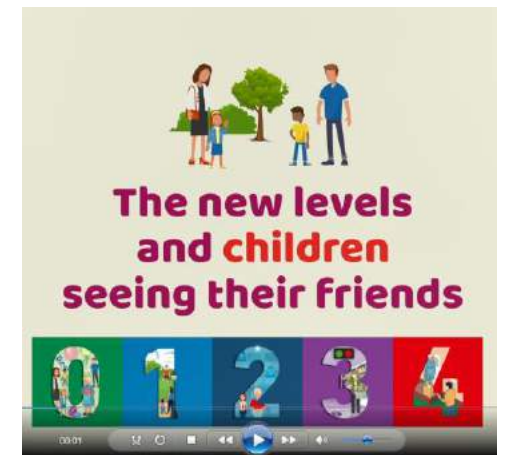 The new levels
and children
seeing their friends
0 1 2 3 4
00:01